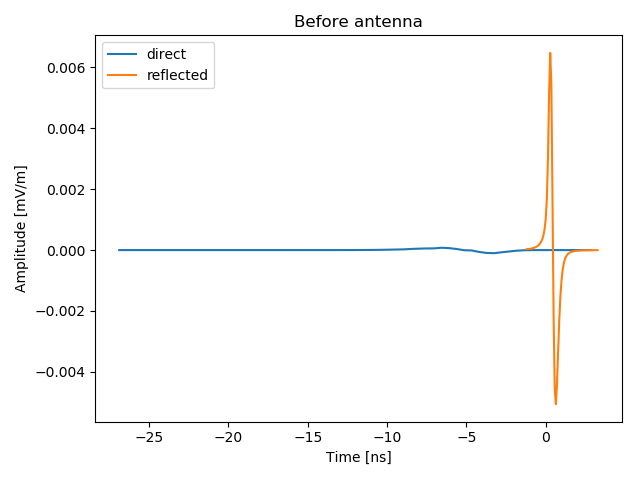 Before antenna
direct
reflected
0.006
0.004
0.002
0.000
−0.002
−0.004
Amplitude [mV/m]
−25
−20
−15
−10
−5
0
Time [ns]